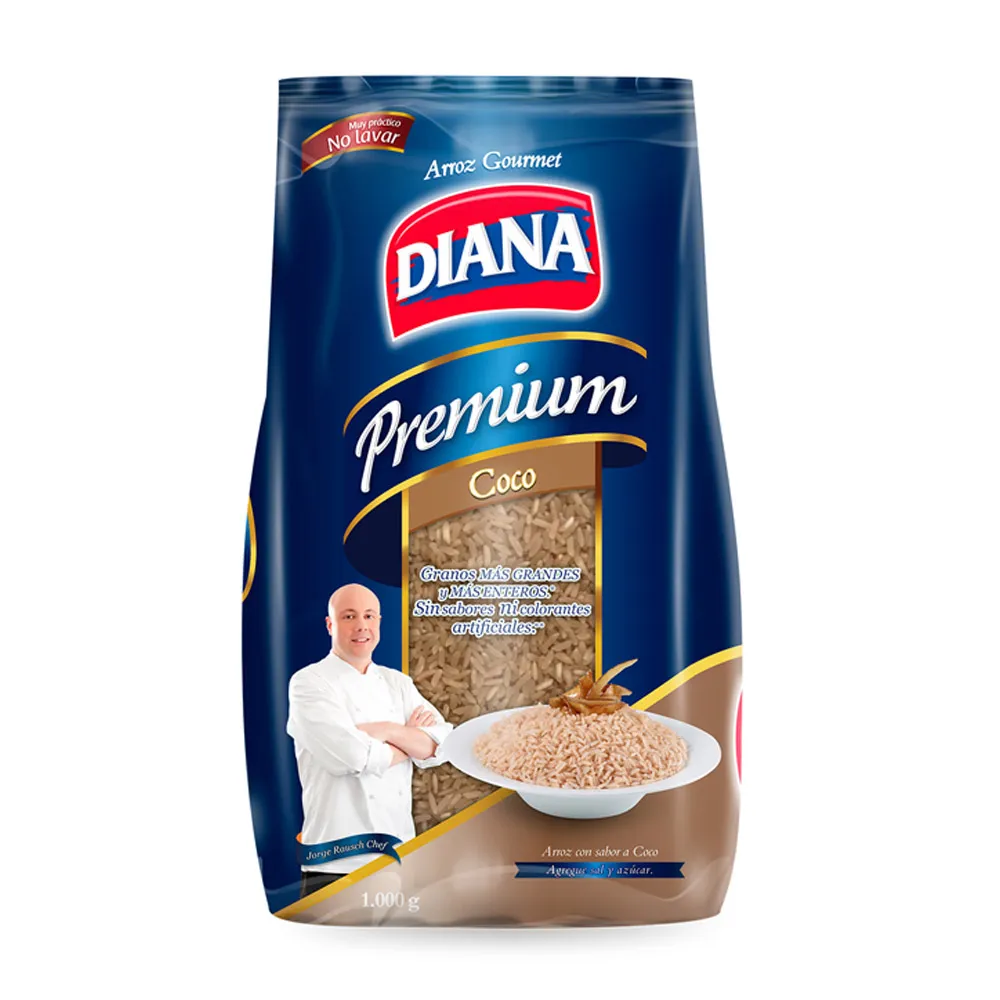 Muy práctico
No lavar
Arroz Gourmet
DIANA
Premium
Coco
Granos MÁS GRANDES
y MÁS ENTEROS.*
Sin sabores ni colorantes
artificiales.**
Jorge Rausch Chef
Arroz con sabor a Coco
Agregue sal y azúcar.
1.000 g